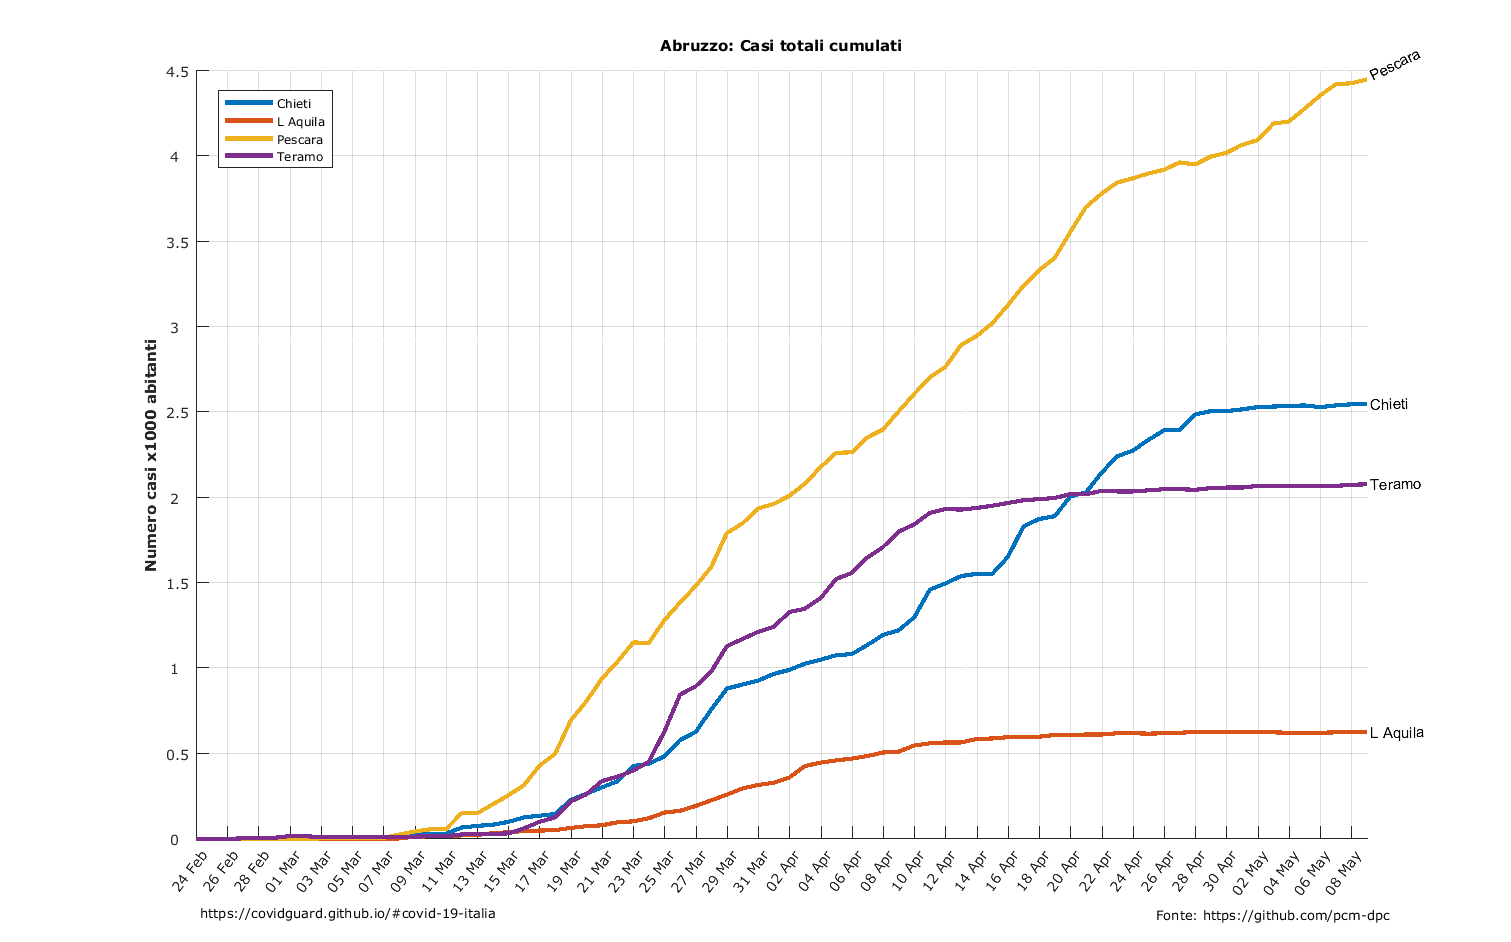 Abruzzo: Casi totali cumulati
Pescara
4.5
Chieti
L Aquila
Pescara
Teramo
4
3.5
3
2.5
Chieti
Teramo
2
1.5
1
L Aquila
0.5
0
Numero casi x1000 abitanti
24 Feb
26 Feb
28 Feb
01 Mar
03 Mar
05 Mar
07 Mar
09 Mar
11 Mar
13 Mar
15 Mar
17 Mar
19 Mar
21 Mar
23 Mar
25 Mar
27 Mar
29 Mar
31 Mar
02 Apr
04 Apr
06 Apr
08 Apr
10 Apr
12 Apr
14 Apr
16 Apr
18 Apr
20 Apr
22 Apr
24 Apr
26 Apr
28 Apr
30 Apr
02 May
04 May
06 May
08 May
https://covidguard.github.io/#covid-19-italia
Fonte: https://github.com/pcm-dpc